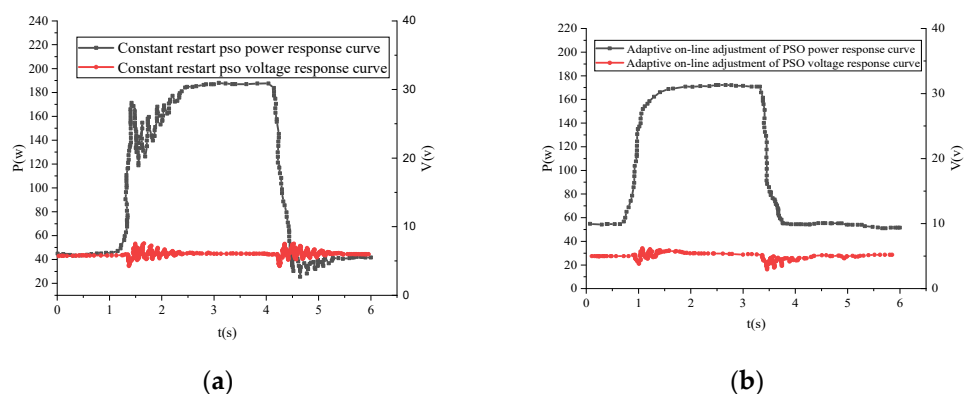 240
220
200
180
160
140
120
100
80
60
40
20
P(w)
0 1 2 3 4 5 6
t(s)
40
30
20
10
0
V(v)
Constant restart pso power response curve
Constant restart pso voltage response curve
(a)
220
200
180
160
140
120
100
80
60
40
20
0
P(w)
0 1 2 3 4 5 6
t(s)
40
30
20
10
0
V(v)
Adaptive on-line adjustment of PSO power response curve
Adaptive on-line adjustment of PSO voltage response curve
(b)